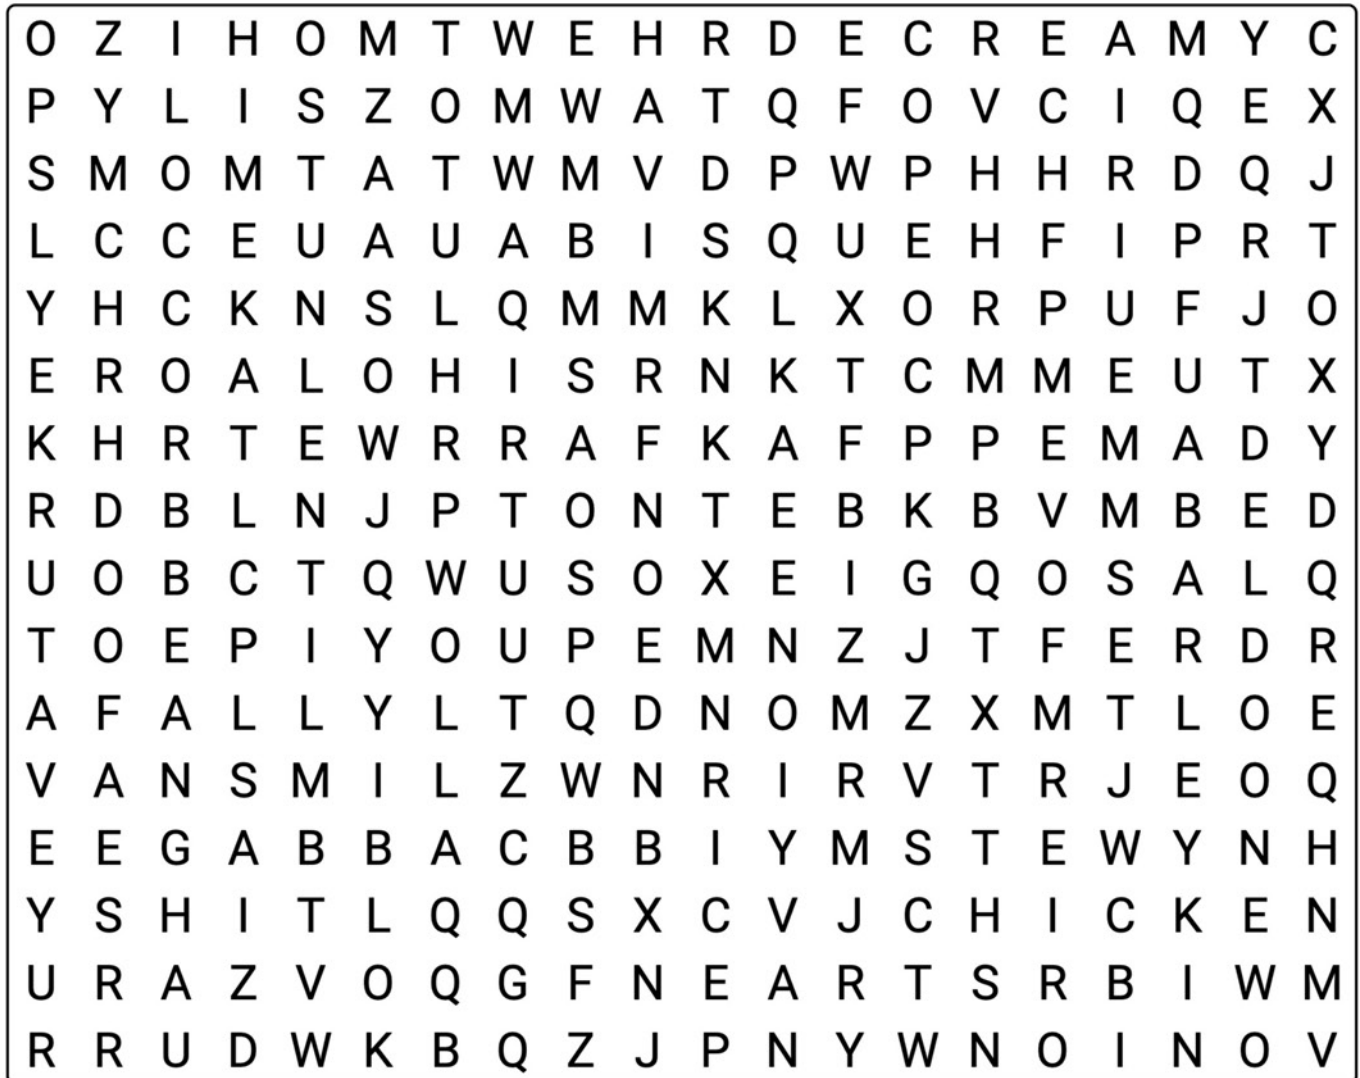 O Z I H O M T W E H R D E C R E A M Y C
P Y L I S Z O M W A T Q F O V C I Q E X
S M O M T A T W M V D P W P H H R D Q J
L C C E U A U A B I S Q U E H F I P R T
Y H C K N S L Q M M K L X O R P U F J O
E R O A L O H I S R N K T C M M E U T X
K H R T E W R R A F K A F P P E M A D Y
R D B L N J P T O N T E B K B V M B E D
U O B C T Q W U S O X E I G Q O S A L Q
T O E P I Y O U P E M N Z J T F E R D R
A F A L L Y L T Q D N O M Z X M T L O E
V A N S M I L Z W N R I R V T R J E O Q
E E G A B B A C B B I Y M S T E W Y N H
Y S H I T L Q Q S X C V J C H I C K E N
U R A Z V O Q G F N E A R T S R B I W M
R R U D W K B Q Z J P N Y W N O I N O V